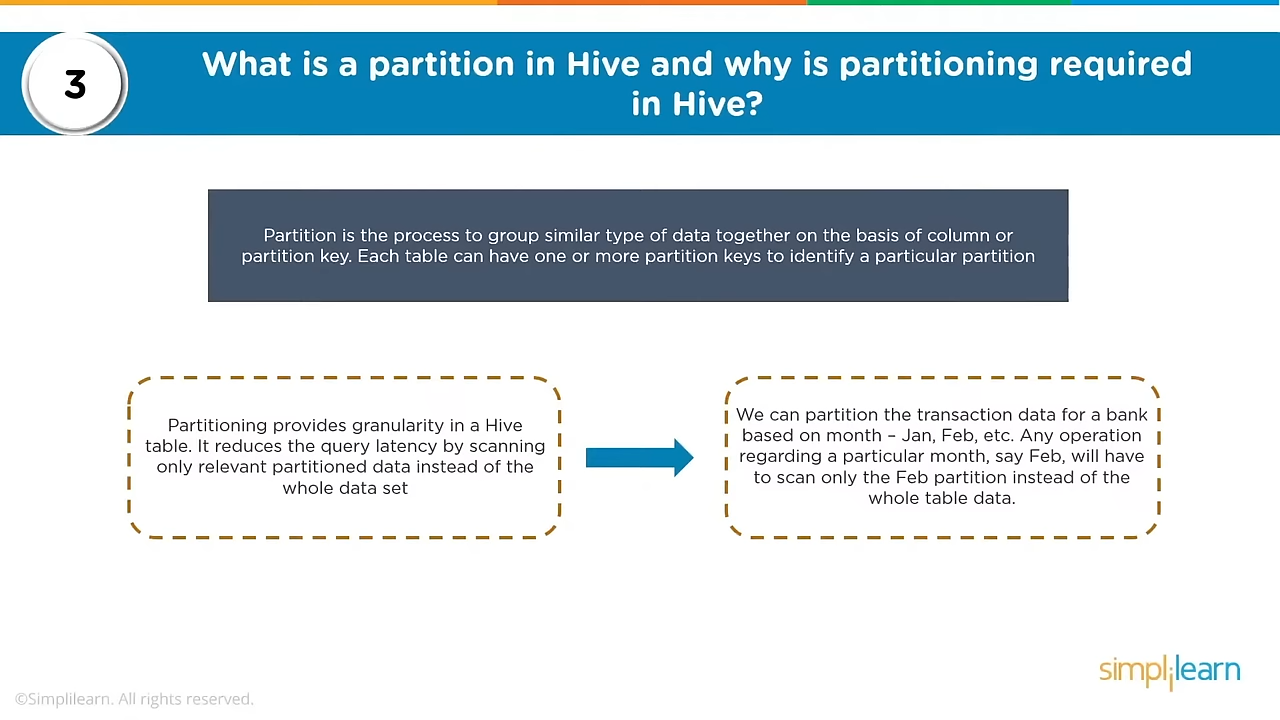 3
What is a partition in Hive and why is partitioning required
in Hive?
Partition is the process to group similar type of data together on the basis of column or
partition key. Each table can have one or more partition keys to identify a particular partition
Partitioning provides granularity in a Hive
table. It reduces the query latency by scanning
only relevant partitioned data instead of the
whole data set
We can partition the transaction data for a bank
based on month – Jan, Feb, etc. Any operation
regarding a particular month, say Feb, will have
to scan only the Feb partition instead of the
whole table data.
simplilearn
©Simplilearn. All rights reserved.